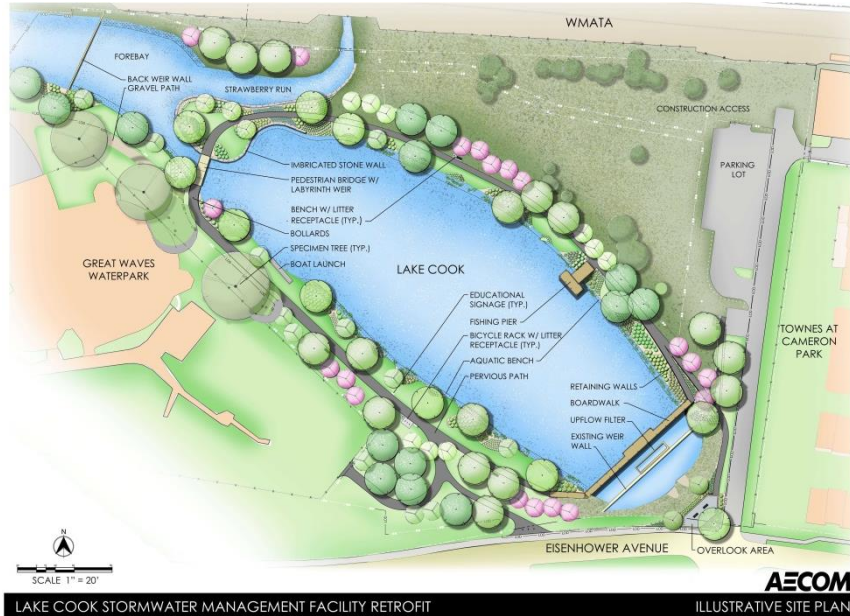 WMATA
FOREBAY
BACK WEIR WALL
GRAVEL PATH
STRAWBERRY RUN
CONSTRUCTION ACCESS
PARKING
LOT
IMBRICATED STONE WALL
PEDESTRIAN BRIDGE W/
LABYRINTH WEIR
BENCH W/ LITTER
RECEPTACLE (TYP.)
BOLLARDS
SPECIMEN TREE (TYP.)
BOAT LAUNCH
GREAT WAVES
WATERPARK
LAKE COOK
EDUCATIONAL
SIGNAGE (TYP.)
FISHING PIER
BICYCLE RACK W/ LITTER
RECEPTACLE (TYP.)
AQUATIC BENCH
PERVIOUS PATH
TOWNES AT
CAMERON
PARK
RETAINING WALLS
BOARDWALK
UPFLOW FILTER
EXISTING WEIR
WALL
N
SCALE 1" = 20'
EISENHOWER AVENUE
OVERLOOK AREA
AECOM
LAKE COOK STORMWATER MANAGEMENT FACILITY RETROFIT
ILLUSTRATIVE SITE PLAN